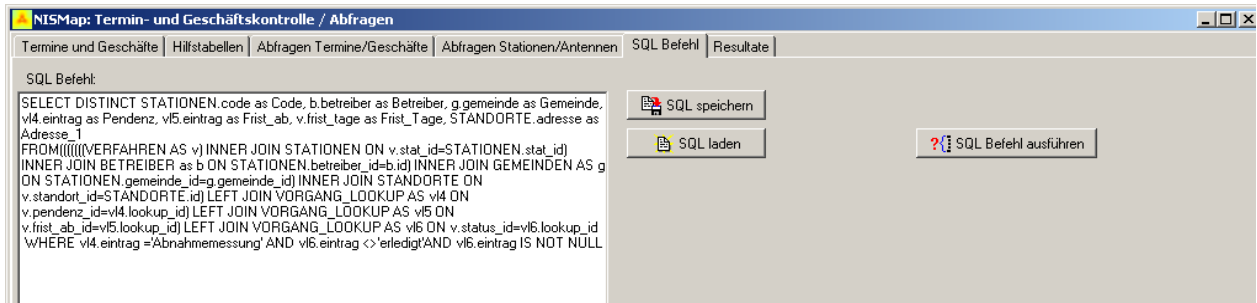 NISMap: Termin- und Geschäftskontrolle / Abfragen
Termine und Geschäfte Hilfstabellen Abfragen Termine/Geschäfte Abfragen Stationen/Antennen SQL Befehl Resultate
SQL Befehl:
SELECT DISTINCT STATIONEN.code as Code, b.betreiber as Betreiber, g.gemeinde as Gemeinde,
vl4.eintrag as Pendenz, vl5.eintrag as Frist_ab, v.frist_tage as Frist_Tage, STANDORTE.adresse as
Adresse_1
FROM(((((((VERFAHREN AS v) INNER JOIN STATIONEN ON v.stat_id=STATIONEN.stat_id)
INNER JOIN BETREIBER as b ON STATIONEN.betreiber_id=b.id) INNER JOIN GEMEINDEN AS g
ON STATIONEN.gemeinde_id=g.gemeinde_id) INNER JOIN STANDORTE ON
v.standort_id=STANDORTE.id) LEFT JOIN VORGANG_LOOKUP AS vl4 ON
v.pendenz_id=vl4.lookup_id) LEFT JOIN VORGANG_LOOKUP AS vl5 ON
v.frist_ab_id=vl5.lookup_id) LEFT JOIN VORGANG_LOOKUP AS vl6 ON v.status_id=vl6.lookup_id
WHERE vl4.eintrag ='Abnahmemessung' AND vl6.eintrag <>'erledigt'AND vl6.eintrag IS NOT NULL
SQL speichern
SQL laden
?{ SQL Befehl ausführen